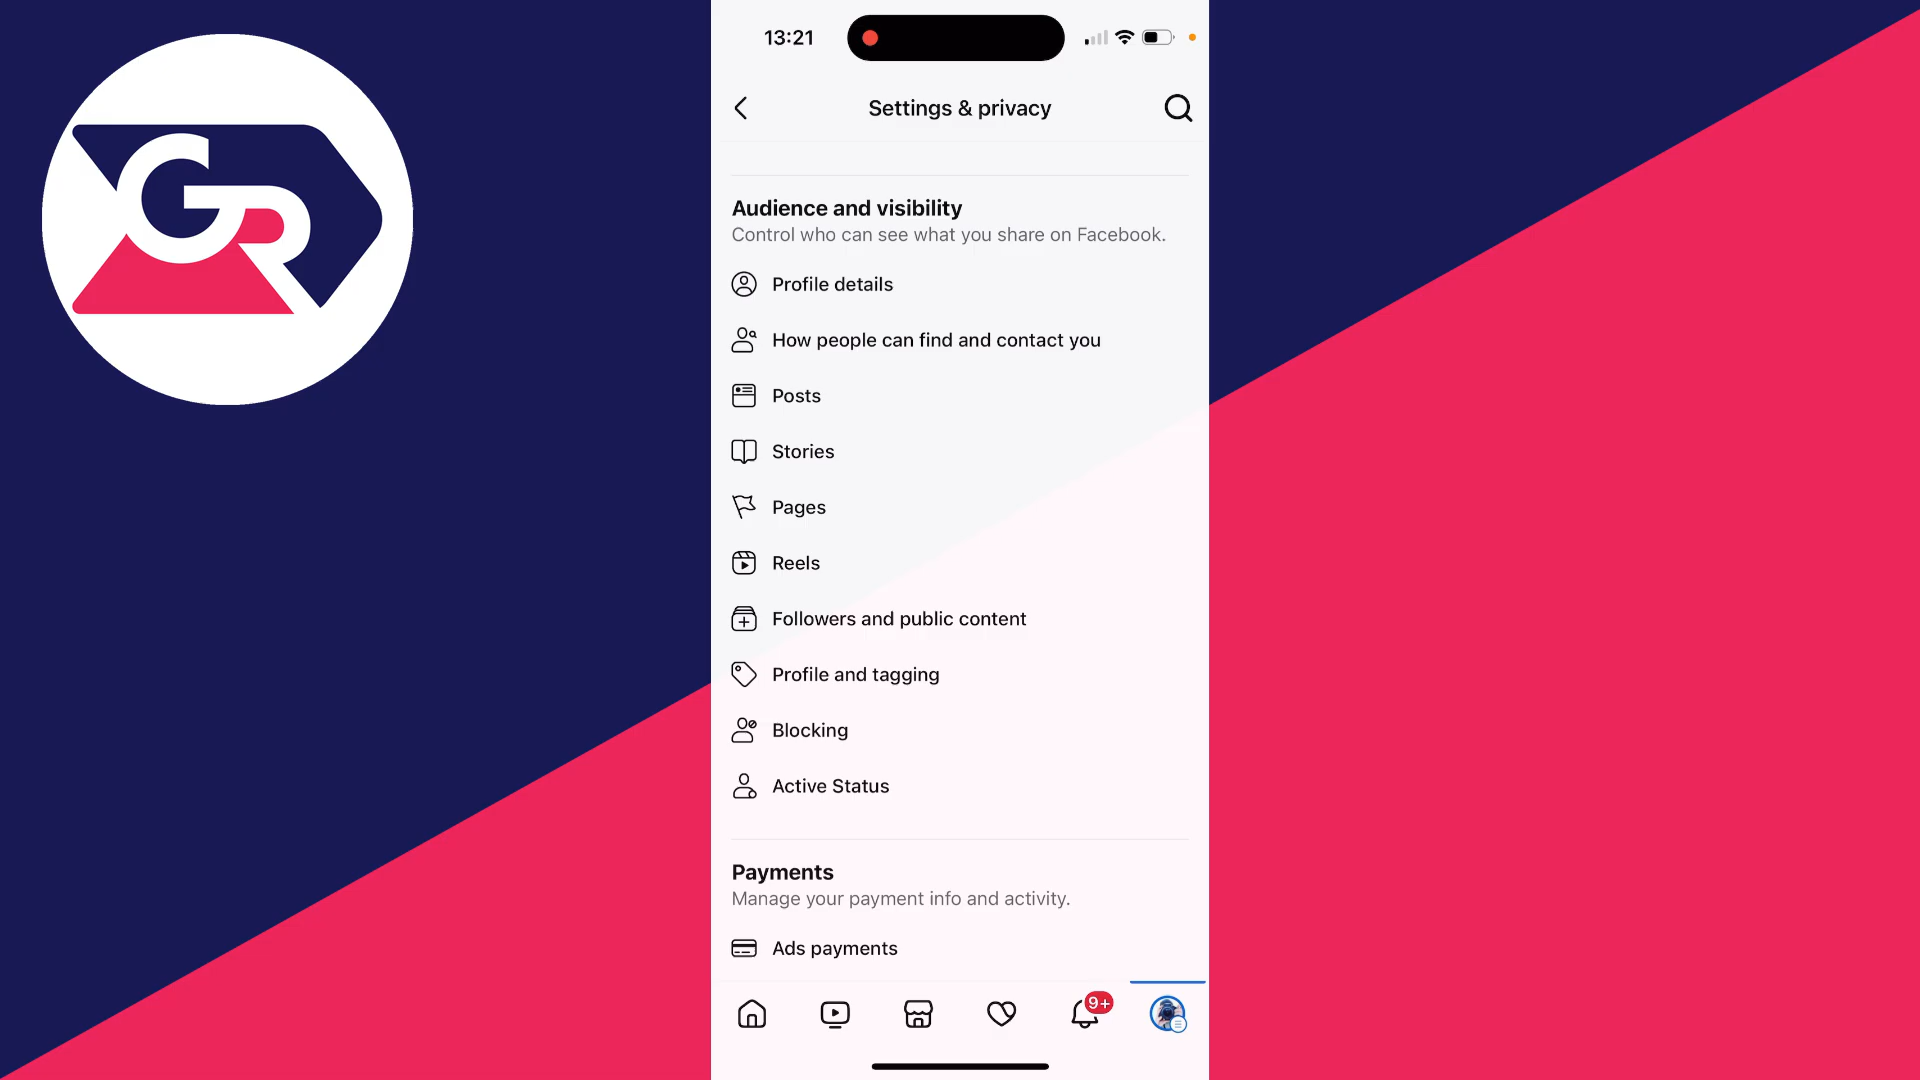 GR
13:21
Settings & privacy
Audience and visibility
Control who can see what you share on Facebook.
Profile details
How people can find and contact you
Posts
Stories
Pages
Reels
Followers and public content
Profile and tagging
Blocking
Active Status
Payments
Manage your payment info and activity.
Ads payments
9+